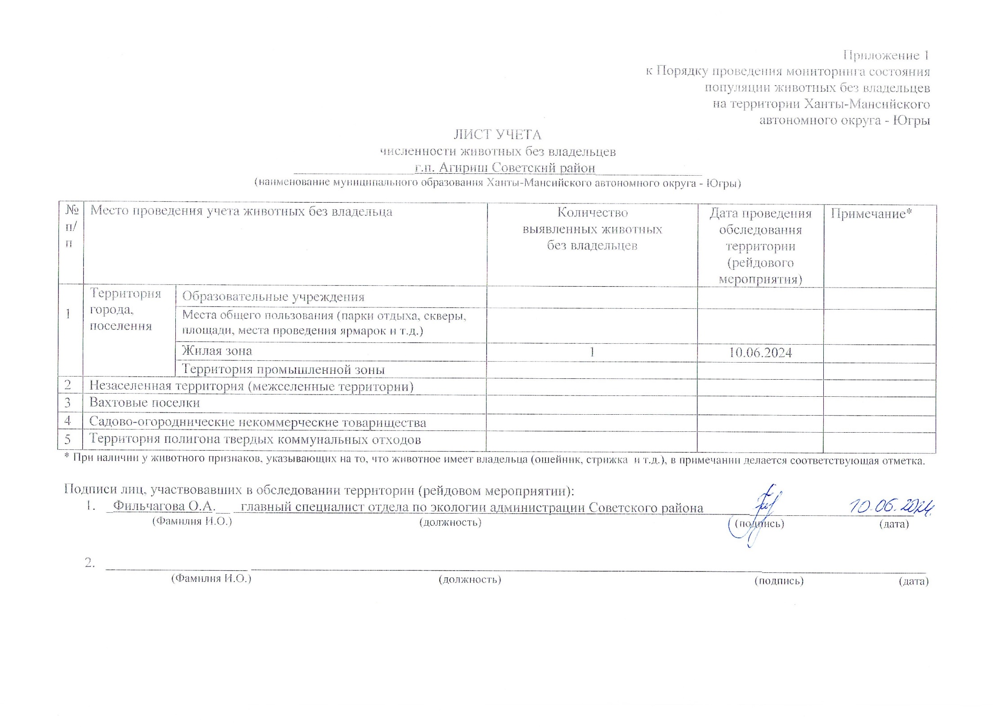 Приложение 1
к Порядку проведения мониторинга состояния
популяции животных без владельцев
на территории Ханты-Мансийского
автономного округа - Югры
ЛИСТ УЧЕТА
численности животных без владельцев
г.п. Агириш Советский район
(наименование муниципального образования Ханты-Мансийского автономного округа - Югры)
№ п/п Место проведения учета животных без владельца
Количество
выявленных животных
без владельцев
Дата проведения
обследования
территории
(рейдового
мероприятия)
Примечание*
1
Территория
города,
поселения
Образовательные учреждения
Места общего пользования (парки отдыха, скверы,
площади, места проведения ярмарок и т.д.)
Жилая зона 1 10.06.2024
Территория промышленной зоны
2 Незаселенная территория (межселенные территории)
3 Вахтовые поселки
4 Садово-огороднические некоммерческие товарищества
5 Территория полигона твердых коммунальных отходов
* При наличии у животного признаков, указывающих на то, что животное имеет владельца (ошейник, стрижка и т.д.), в примечании делается соответствующая отметка.
Подписи лиц, участвовавших в обследовании территории (рейдовом мероприятии):
1. Фильчагова О.А. главный специалист отдела по экологии администрации Советского района 10.06.2024.
(Фамилия И.О.) (должность) (подпись) (дата)
2.
(Фамилия И.О.) (должность) (подпись) (дата)